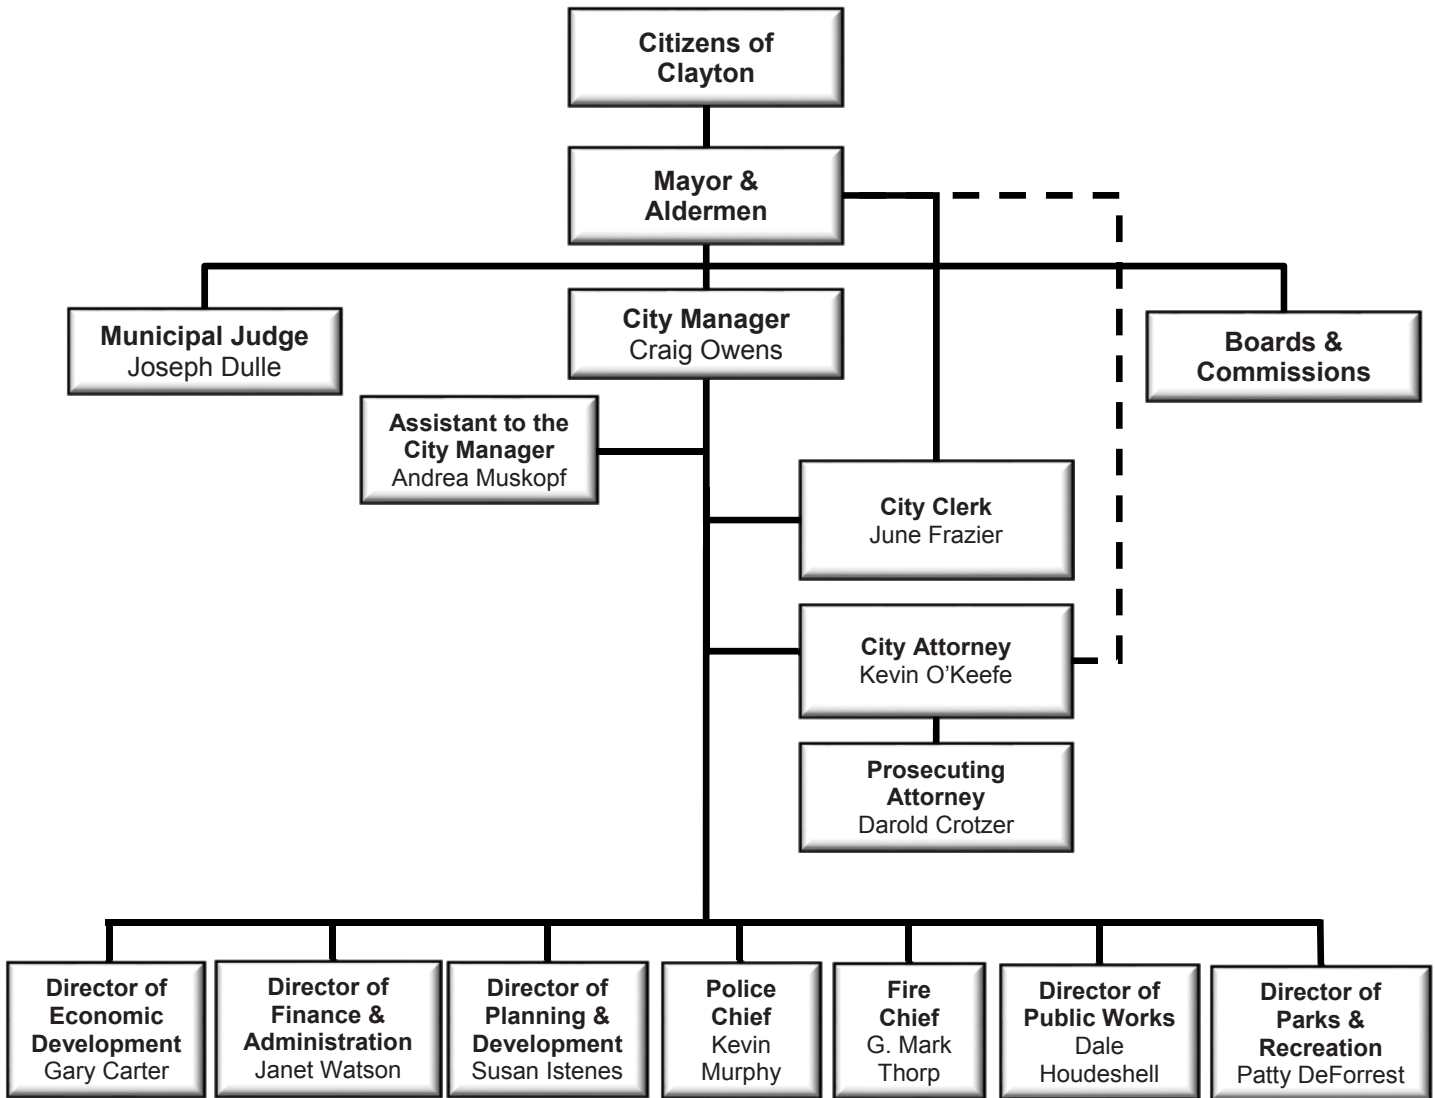 Citizens of
Clayton
Mayor &
Aldermen
Municipal Judge
Joseph Dulle
City Manager
Craig Owens
Boards &
Commissions
Assistant to the
City Manager
Andrea Muskopf
City Clerk
June Frazier
City Attorney
Kevin O’Keefe
Prosecuting
Attorney
Darold Crotzer
Director of
Economic
Development
Gary Carter
Director of
Finance &
Administration
Janet Watson
Director of
Planning &
Development
Susan Istenes
Police
Chief
Kevin
Murphy
Fire
Chief
G. Mark
Thorp
Director of
Public Works
Dale
Houdeshell
Director of
Parks &
Recreation
Patty DeForrest